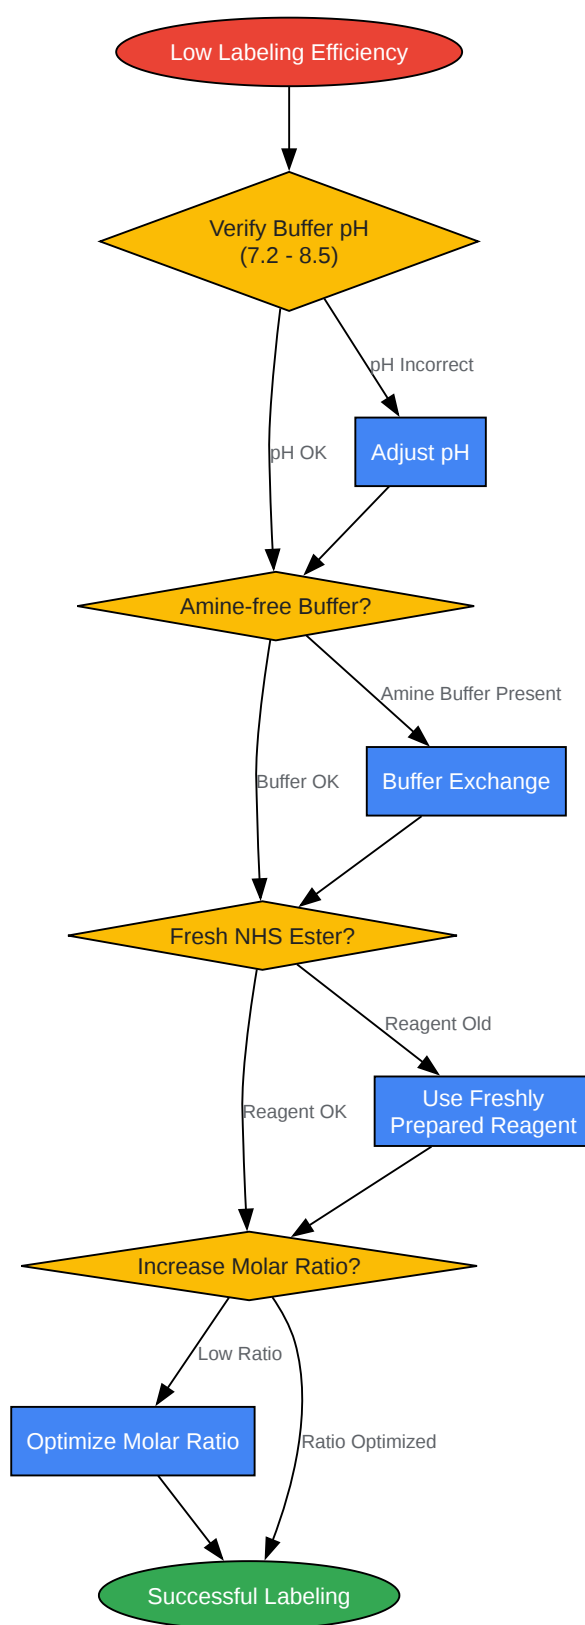 Low Labeling Efficiency
Verify Buffer pH
(7.2 - 8.5)
pH Incorrect
pH OK
Adjust pH
Amine-free Buffer?
Amine Buffer Present
Buffer OK
Buffer Exchange
Fresh NHS Ester?
Reagent Old
Reagent OK
Use Freshly
Prepared Reagent
Increase Molar Ratio?
Low Ratio
Optimize Molar Ratio
Ratio Optimized
Successful Labeling